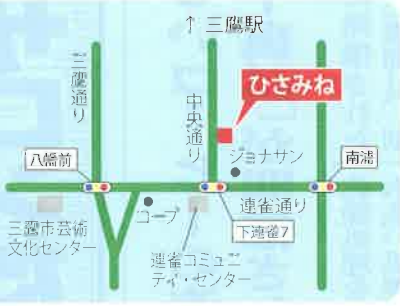 ↑ 三鷹駅
三鷹通り
中央通り
ひさみね
八幡前
ジョナサン
南浦
コープ
連雀通り
下連雀7
三鷹市芸術
文化センター
連雀コミュニ
ティ・センター